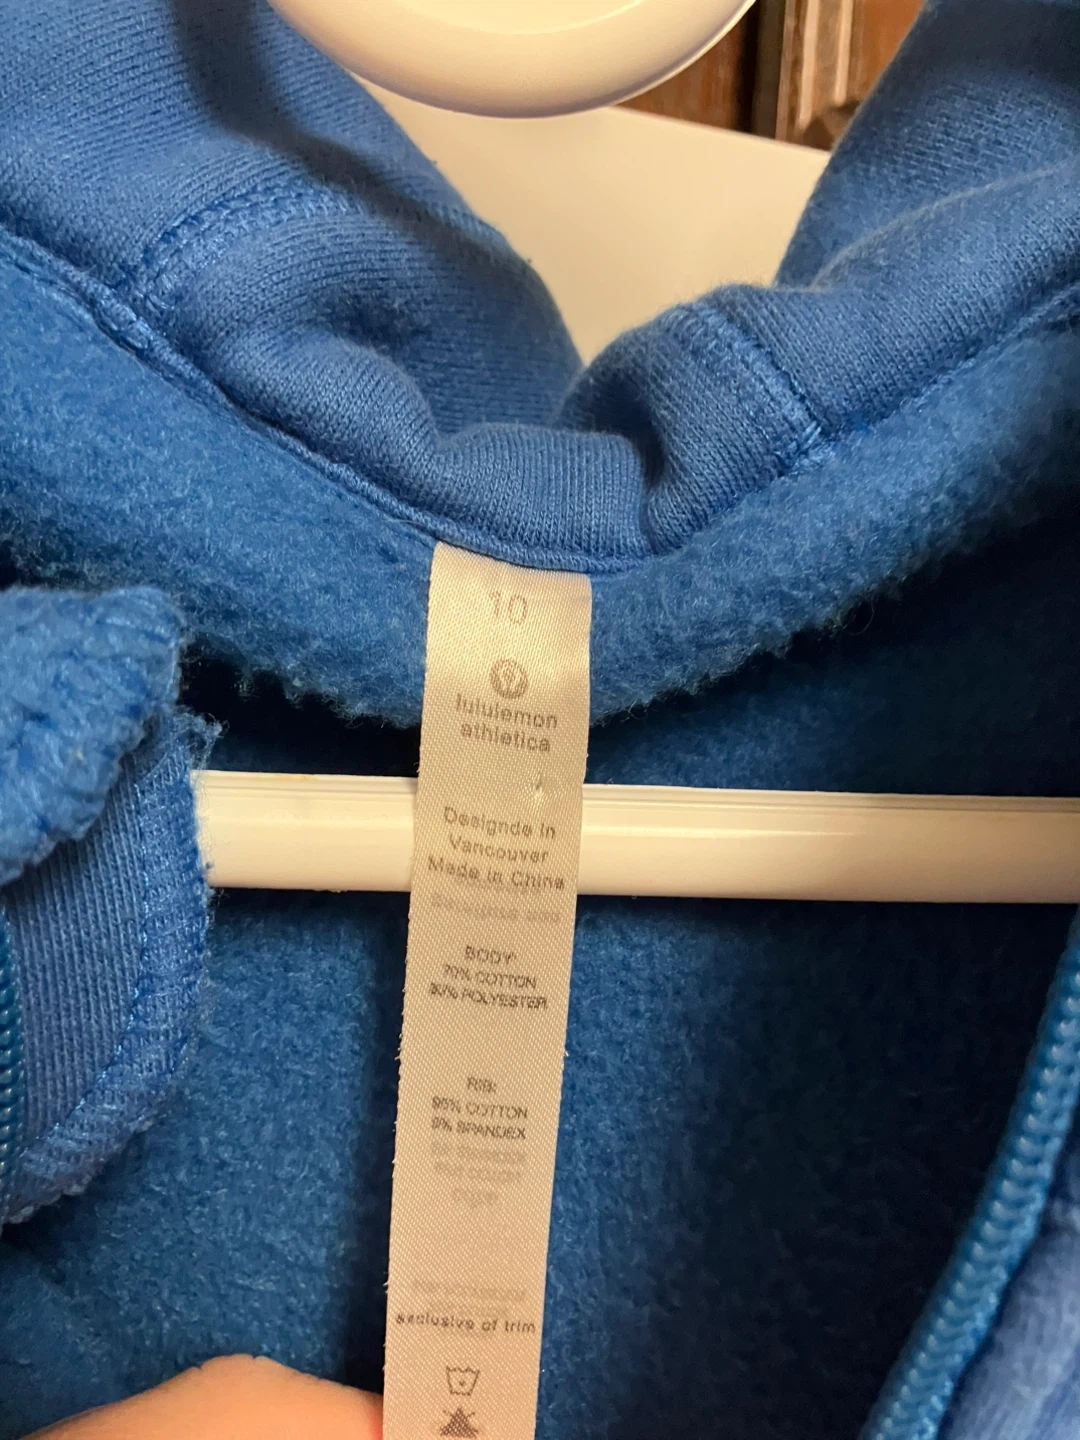 10
lululemon
athletica
Designde in
Vancouver
Made in China
BODY:
70% COTTON
30% POLYESTER
RIB:
95% COTTON
5% SPANDEX
exclusive of trim